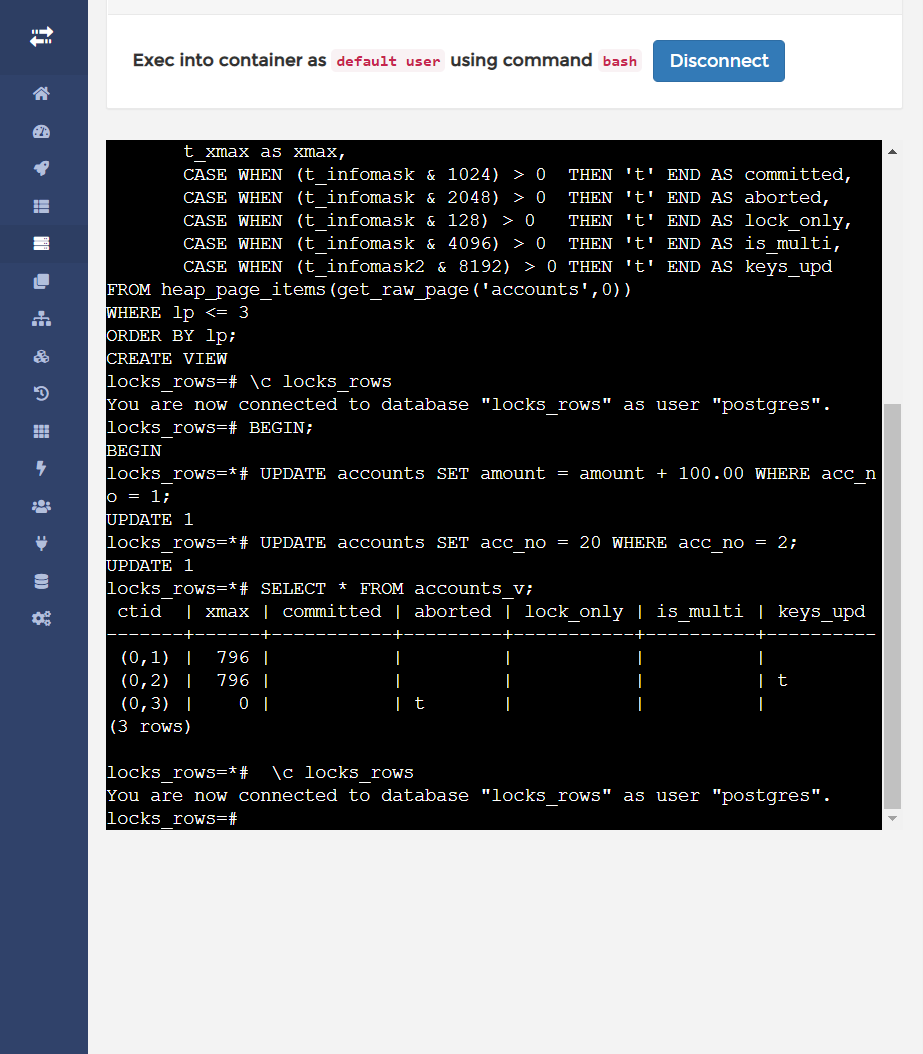 Exec into container as default user using command bash Disconnect
t_xmax as xmax,
CASE WHEN (t_infomask & 1024) > 0  THEN 't' END AS committed,
CASE WHEN (t_infomask & 2048) > 0  THEN 't' END AS aborted,
CASE WHEN (t_infomask & 128) > 0   THEN 't' END AS lock_only,
CASE WHEN (t_infomask & 4096) > 0  THEN 't' END AS is_multi,
CASE WHEN (t_infomask2 & 8192) > 0 THEN 't' END AS keys_upd
FROM heap_page_items(get_raw_page('accounts',0))
WHERE lp <= 3
ORDER BY lp;
CREATE VIEW
locks_rows=# \c locks_rows
You are now connected to database "locks_rows" as user "postgres".
locks_rows=# BEGIN;
BEGIN
locks_rows=*# UPDATE accounts SET amount = amount + 100.00 WHERE acc_n
o = 1;
UPDATE 1
locks_rows=*# UPDATE accounts SET acc_no = 20 WHERE acc_no = 2;
UPDATE 1
locks_rows=*# SELECT * FROM accounts_v;
 ctid  | xmax | committed | aborted | lock_only | is_multi | keys_upd
-------+------+-----------+---------+-----------+----------+----------
 (0,1) |  796 |           |         |           |          |
 (0,2) |  796 |           |         |           |          | t
 (0,3) |    0 |           | t       |           |          |
(3 rows)
locks_rows=*#  \c locks_rows
You are now connected to database "locks_rows" as user "postgres".
locks_rows=#